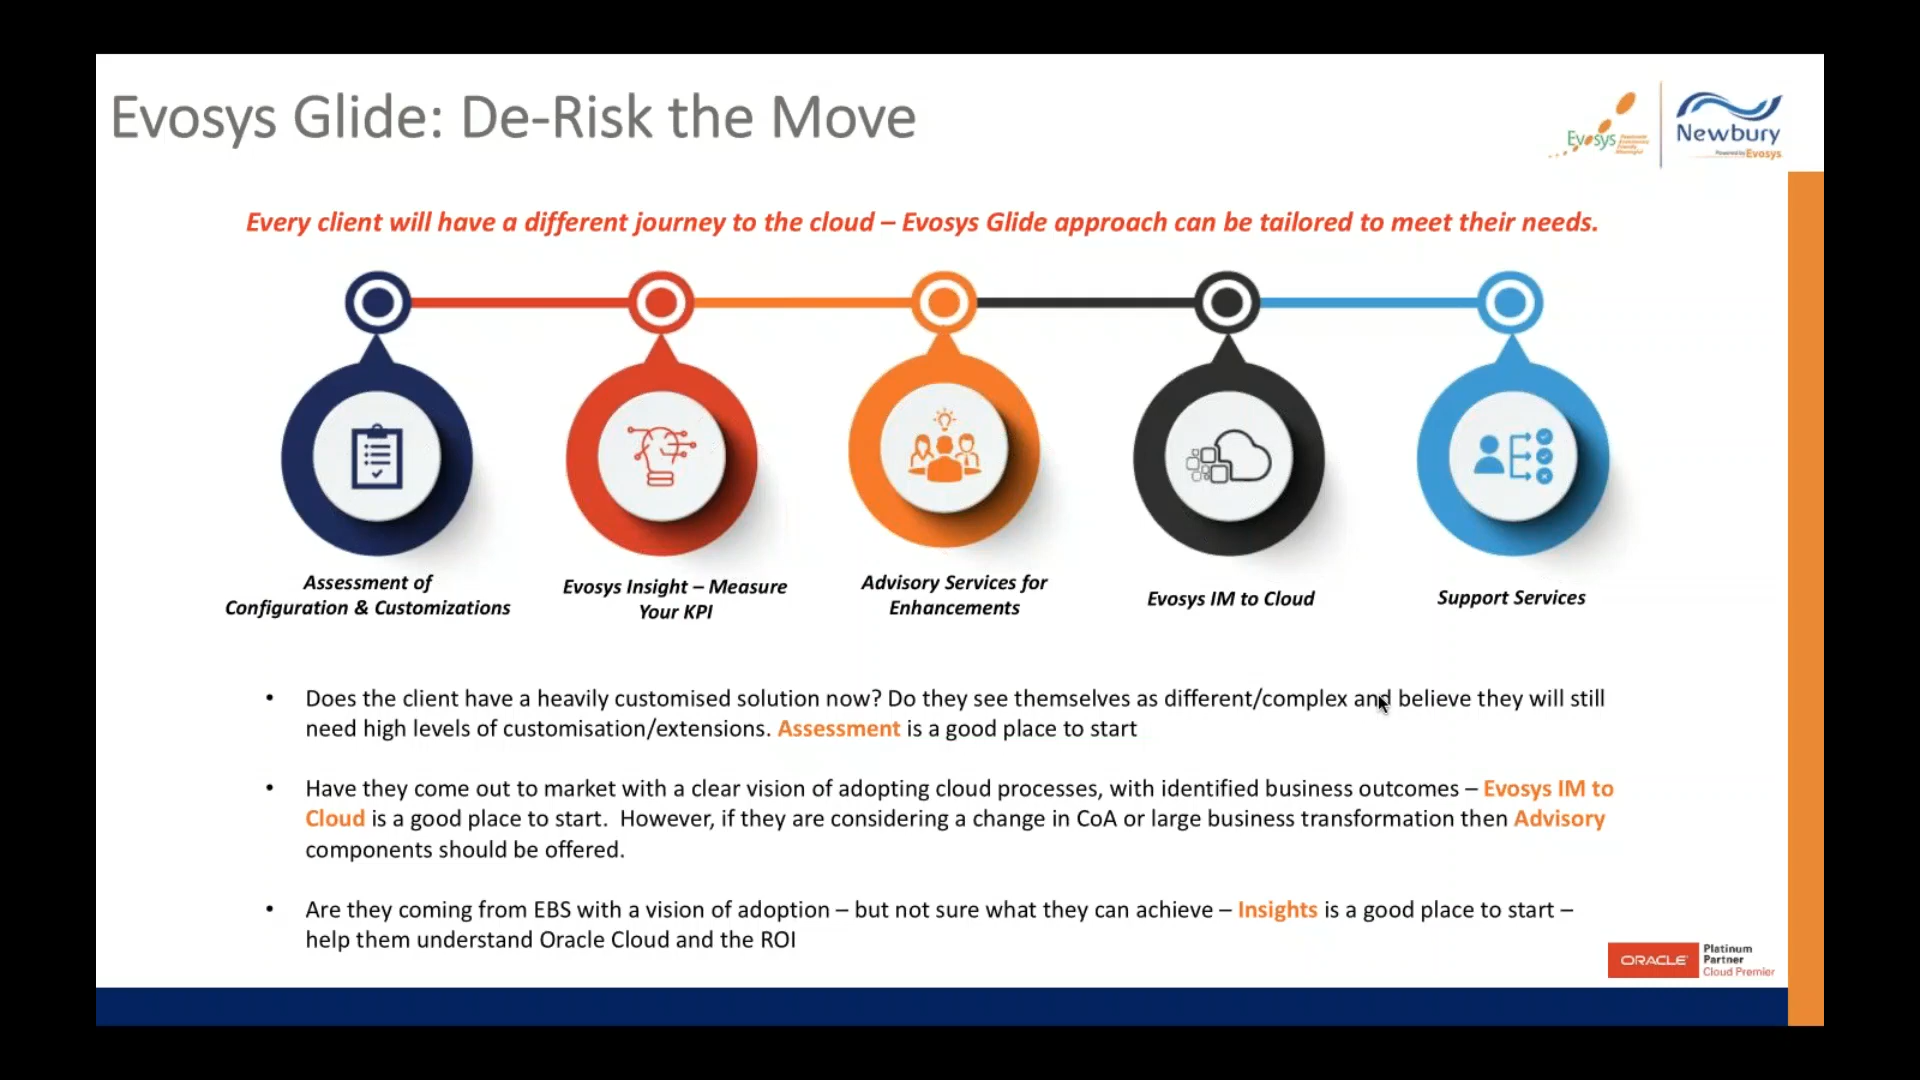 Evosys Glide: De-Risk the Move
Evosys
Newbury
Powered by Evosys
Every client will have a different journey to the cloud – Evosys Glide approach can be tailored to meet their needs.
Assessment of
Configuration & Customizations
Evosys Insight – Measure
Your KPI
Advisory Services for
Enhancements
Evosys IM to Cloud
Support Services
• Does the client have a heavily customised solution now? Do they see themselves as different/complex and believe they will still
need high levels of customisation/extensions. Assessment is a good place to start
• Have they come out to market with a clear vision of adopting cloud processes, with identified business outcomes – Evosys IM to
Cloud is a good place to start.  However, if they are considering a change in CoA or large business transformation then Advisory
components should be offered.
• Are they coming from EBS with a vision of adoption – but not sure what they can achieve – Insights is a good place to start –
help them understand Oracle Cloud and the ROI
ORACLE
Platinum
Partner
Cloud Premier